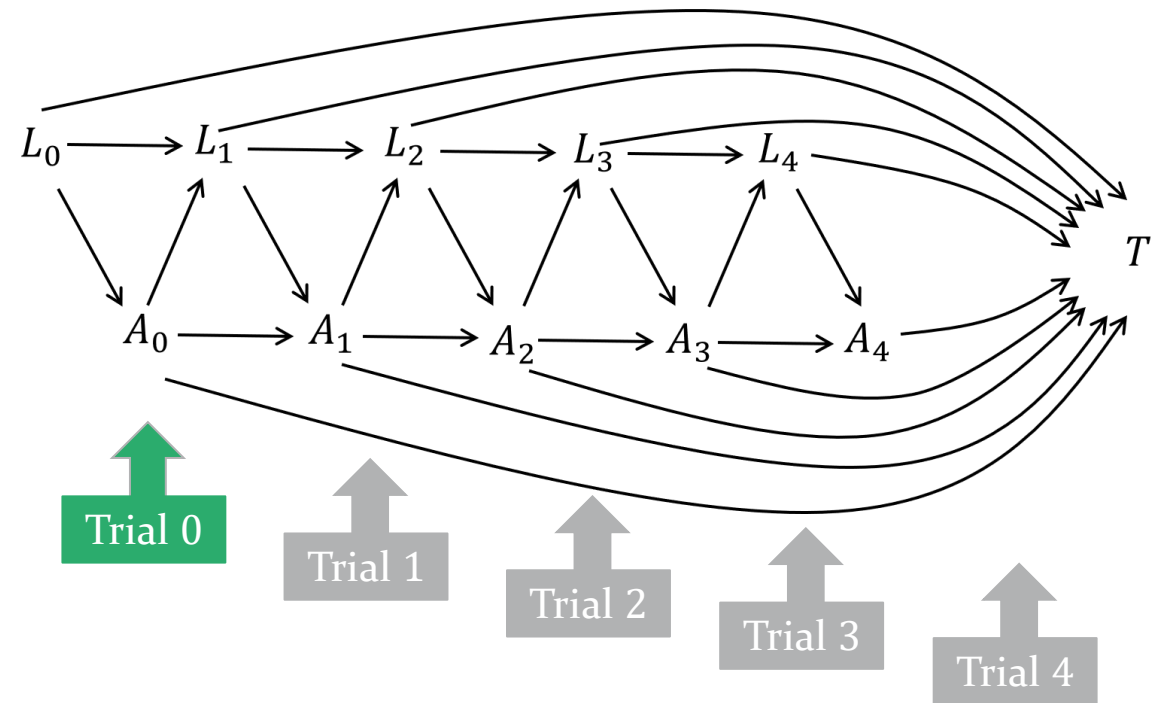 L₀ L₁ L₂ L₃ L₄
T
A₀ A₁ A₂ A₃ A₄
Trial 0
Trial 1
Trial 2
Trial 3
Trial 4